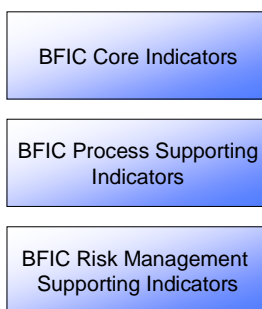 BFIC Core Indicators
BFIC Process Supporting
Indicators
BFIC Risk Management
Supporting Indicators